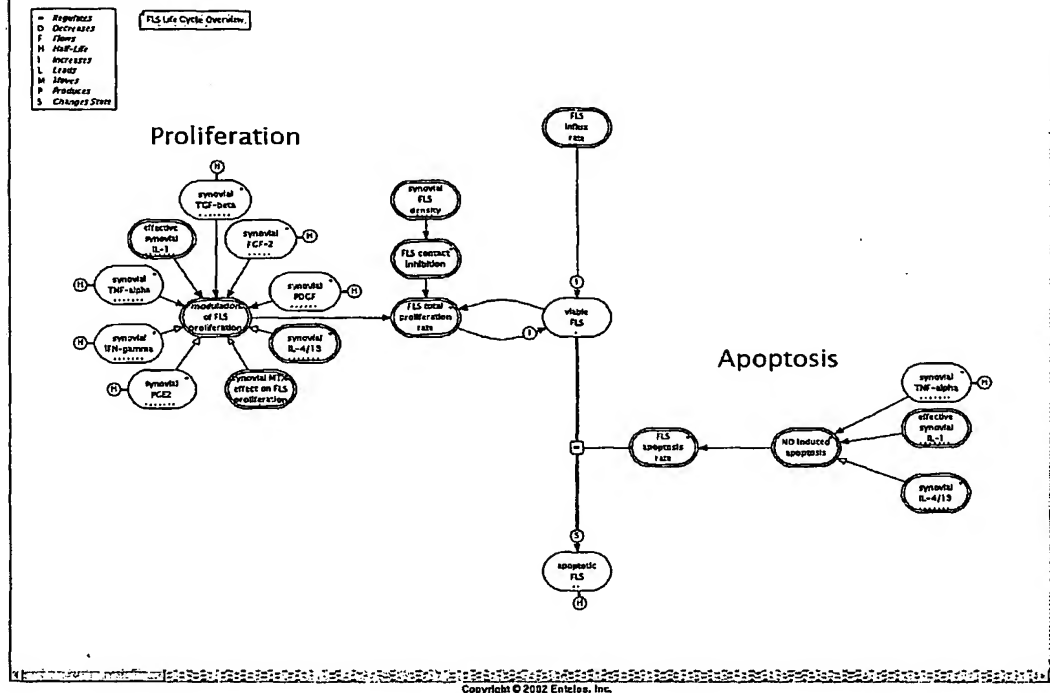 = Regulates
D Decreases
F Flows
H Half-Life
I Increases
L Leads
M Moves
P Produces
S Changes State
FLS Life Cycle Overview
Proliferation
H
synovial
TGF-beta
effective
synovial
IL-1
synovial
FGF-2
H
H
synovial
TNF-alpha
synovial
PDGF
H
modulation
of FLS
proliferation
H
synovial
IFN-gamma
synovial
IL-4/13
H
synovial
PGE2
synovial MTX
effect on FLS
proliferation
synovial
FLS
density
FLS contact
inhibition
FLS total
proliferation
rate
FLS
influx
rate
I
viable
FLS
I
Apoptosis
synovial
TNF-alpha
H
effective
synovial
IL-1
synovial
IL-4/13
NO induced
apoptosis
FLS
apoptosis
rate
=
S
apoptotic
FLS
H
Copyright © 2002 Entelos, Inc.